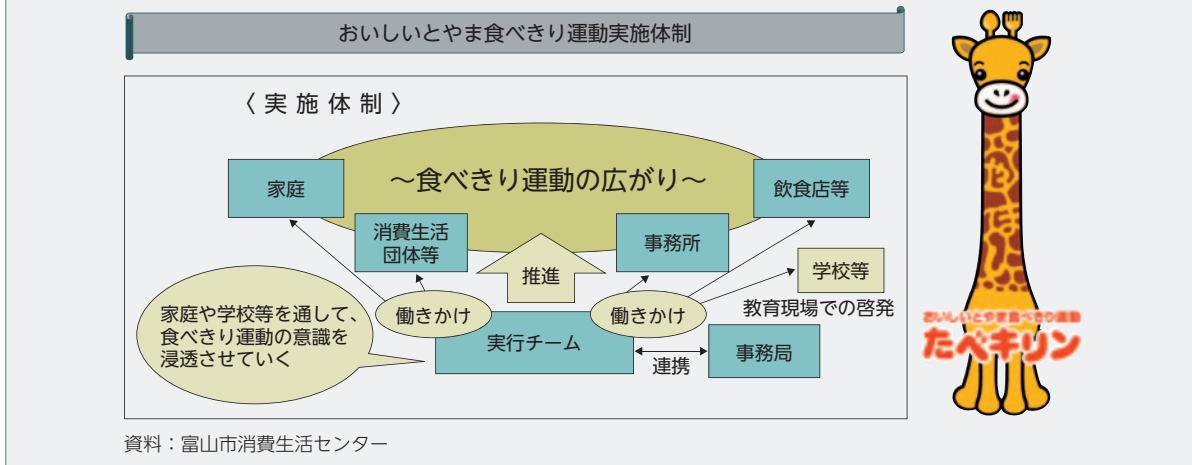 おいしいとやま食べきり運動実施体制
〈 実 施 体 制 〉
～食べきり運動の広がり～
家庭
飲食店等
消費生活
団体等
事務所
推進
学校等
教育現場での啓発
働きかけ
働きかけ
家庭や学校等を通して、
食べきり運動の意識を
浸透させていく
実行チーム
連携
事務局
おいしいとやま食べきり運動
たべキリン
資料：富山市消費生活センター